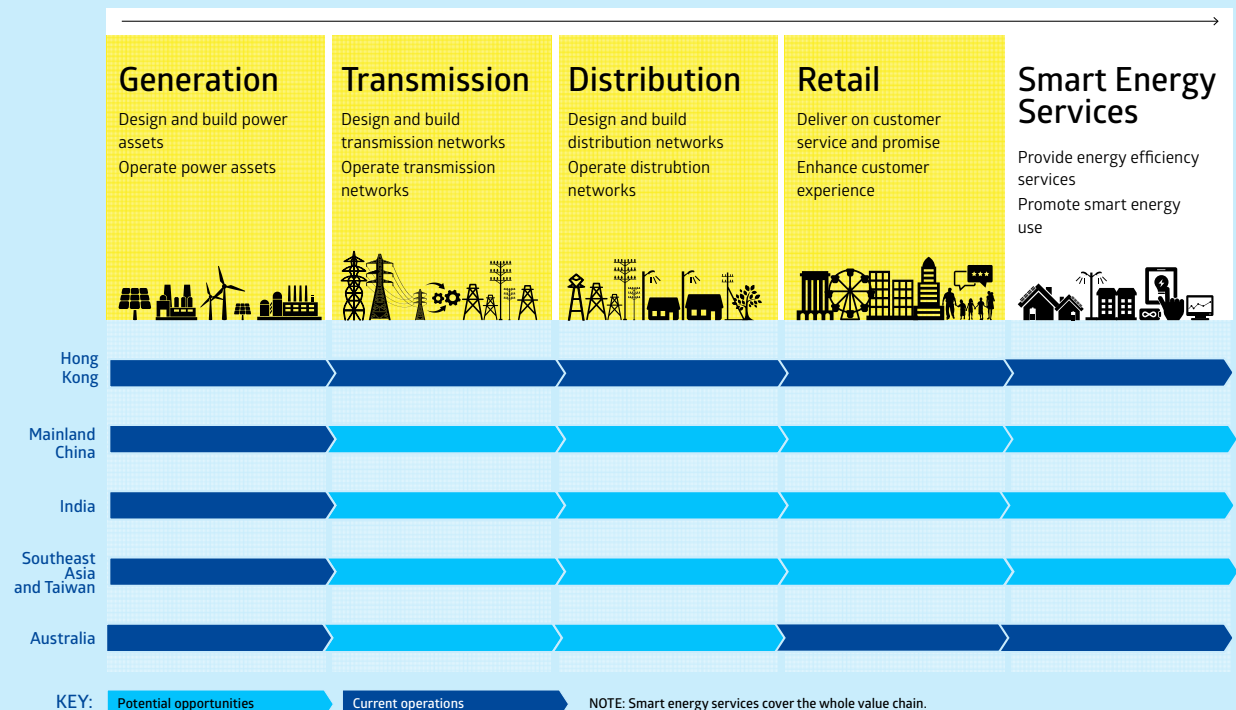 Generation
Design and build power
assets
Operate power assets
Transmission
Design and build
transmission networks
Operate transmission
networks
Distribution
Design and build
distribution networks
Operate distrubtion
networks
Retail
Deliver on customer
service and promise
Enhance customer
experience
Smart Energy
Services
Provide energy efficiency
services
Promote smart energy
use
Hong
Kong
Mainland
China
India
Southeast
Asia
and Taiwan
Australia
KEY:
Potential opportunities
Current operations
NOTE: Smart energy services cover the whole value chain.